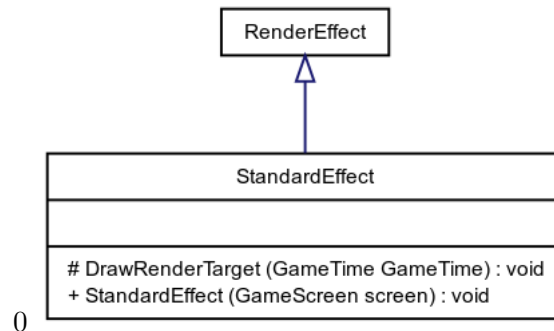 RenderEffect
StandardEffect
# DrawRenderTarget (GameTime GameTime) : void
+ StandardEffect (GameScreen screen) : void
0